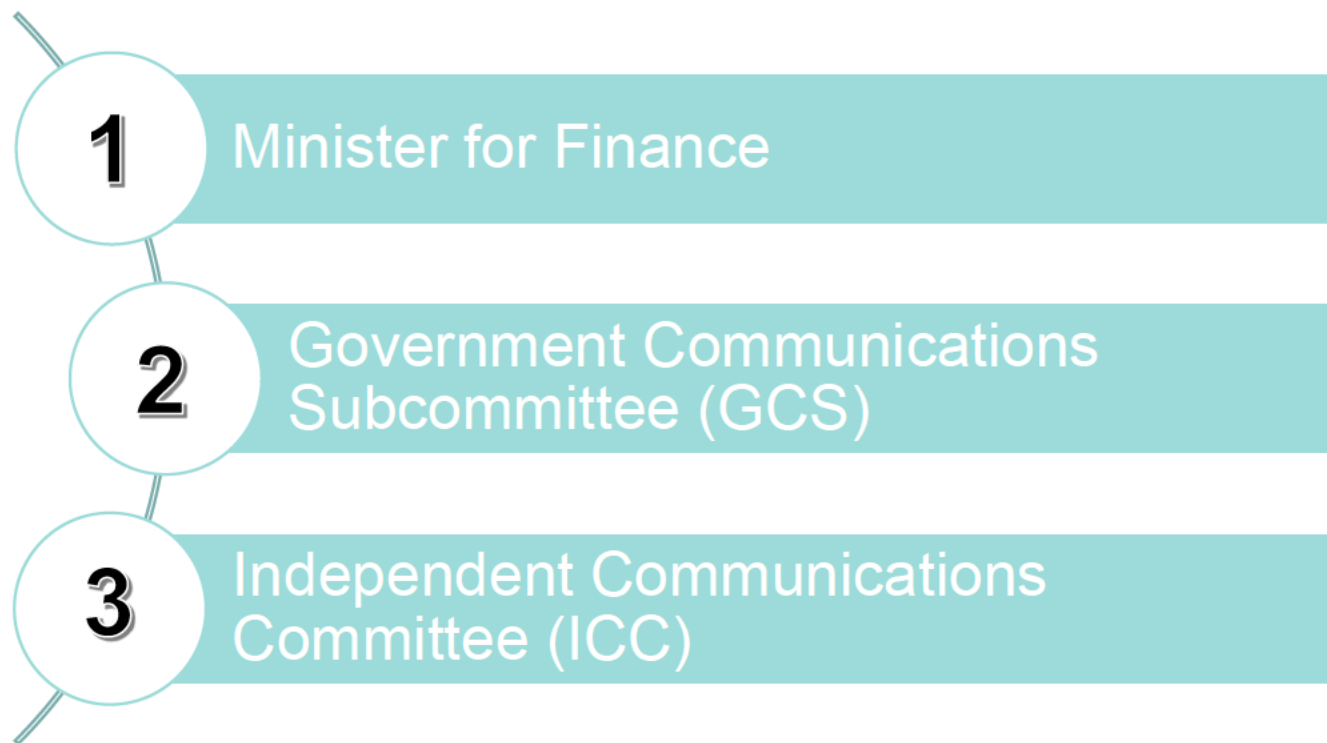 1
Minister for Finance
2
Government Communications
Subcommittee (GCS)
3
Independent Communications
Committee (ICC)